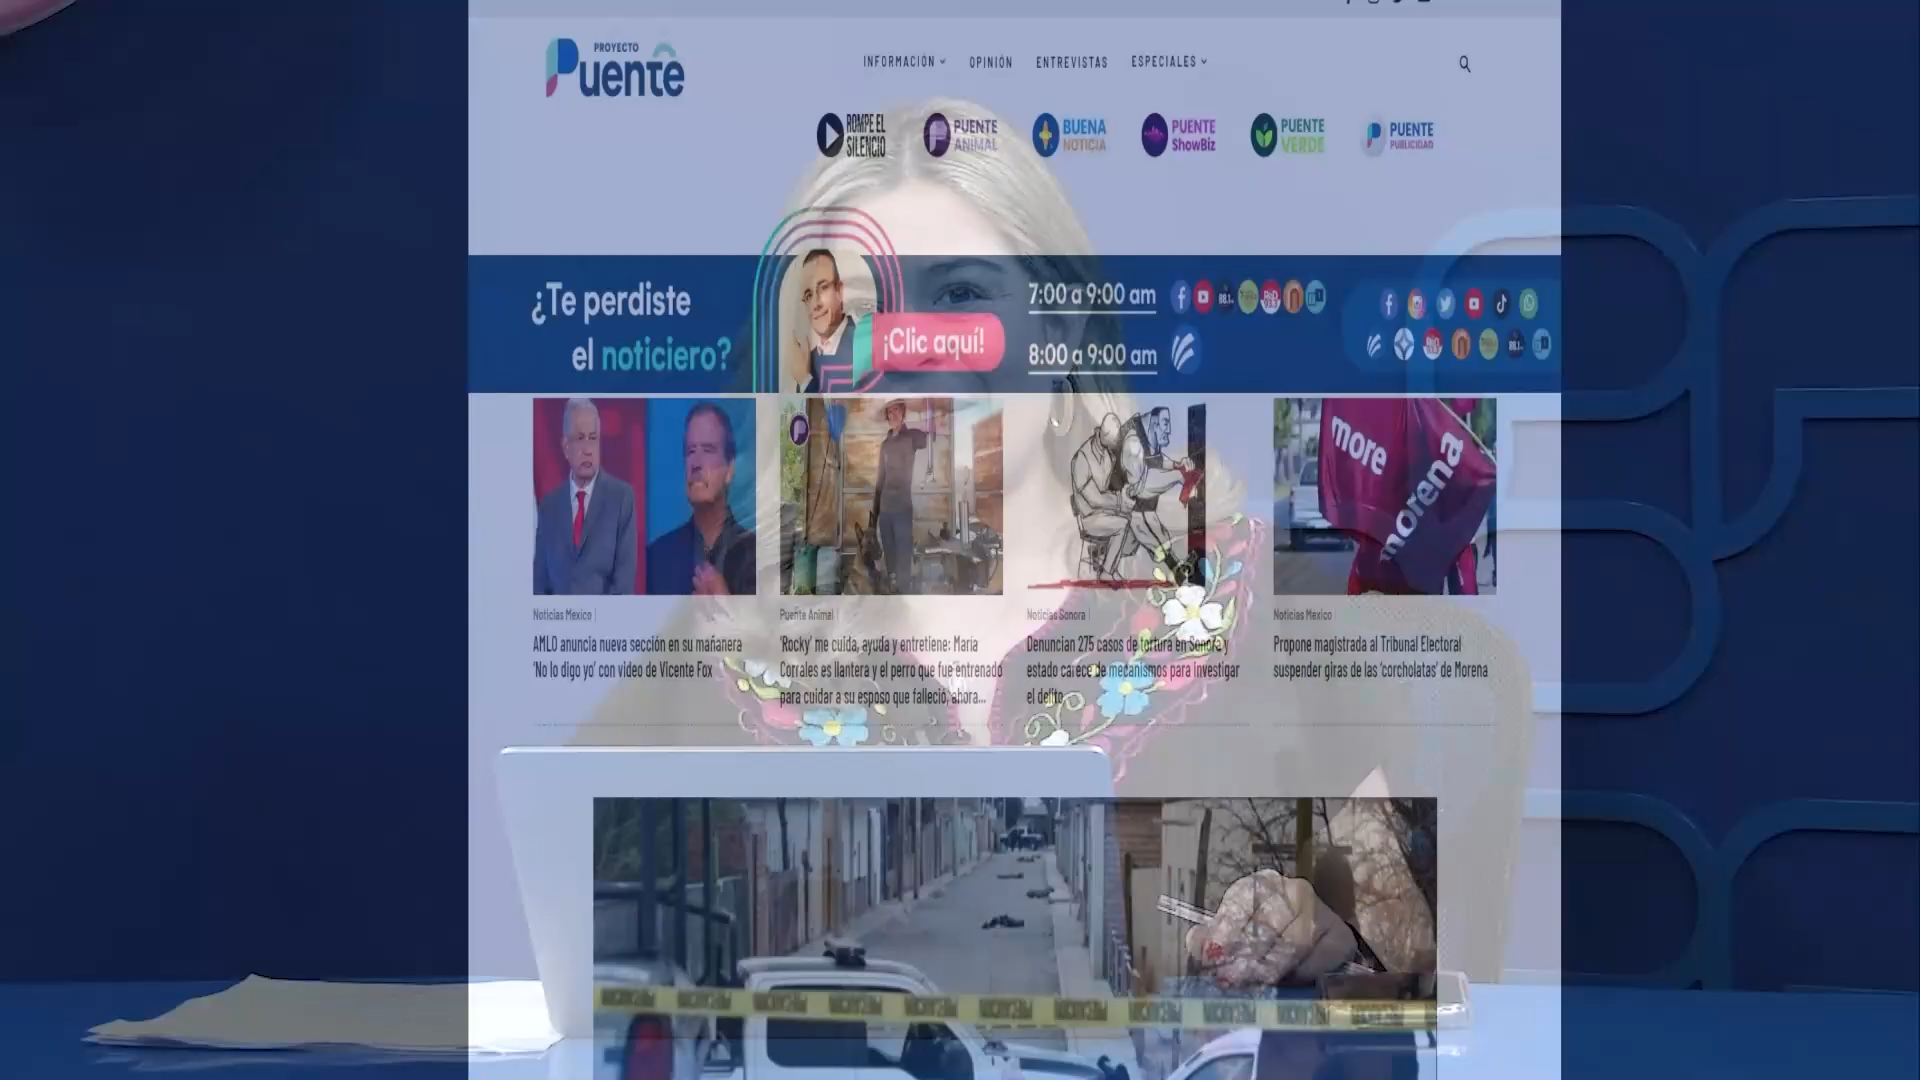 PROYECTO
Puente
INFORMACIÓN
OPINIÓN
ENTREVISTAS
ESPECIALES
ROMPE EL
SILENCIO
PUENTE
ANIMAL
BUENA
NOTICIA
PUENTE
ShowBiz
PUENTE
VERDE
PUENTE
PUBLICIDAD
¿Te perdiste
el noticiero?
¡Clic aquí!
7:00 a 9:00 am
8:00 a 9:00 am
more
morena
Noticias Mexico |
AMLO anuncia nueva sección en su mañanera
'No lo digo yo' con video de Vicente Fox
Puente Animal |
'Rocky' me cuida, ayuda y entretiene: María
Corrales es llantera y el perro que fue entrenado
para cuidar a su esposo que falleció, ahora...
Noticias Sonora |
Denuncian 275 casos de tortura en Sonora y
estado carece de mecanismos para investigar
el delito
Noticias Mexico |
Propone magistrada al Tribunal Electoral
suspender giras de las 'corcholatas' de Morena